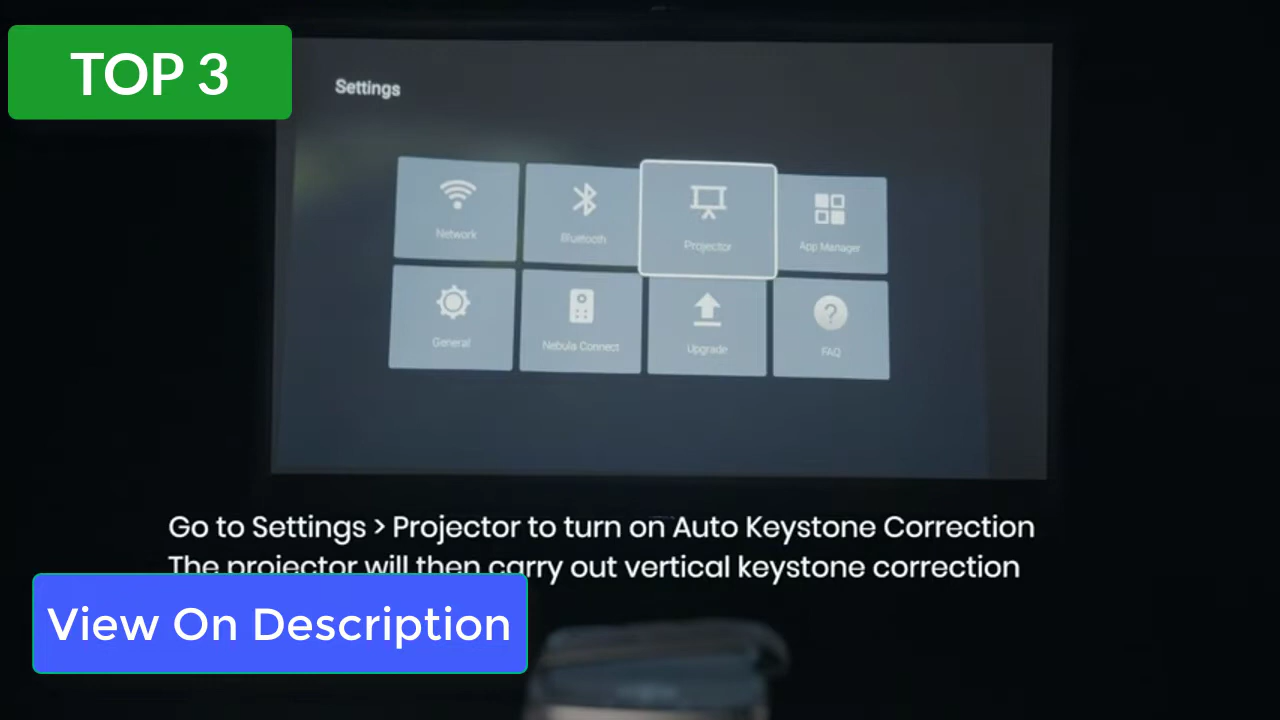 TOP 3
Settings
Network
Bluetooth
Projector
App Manager
General
Nebula Connect
Upgrade
FAQ
Go to Settings > Projector to turn on Auto Keystone Correction
The projector will then carry out vertical keystone correction
View On Description